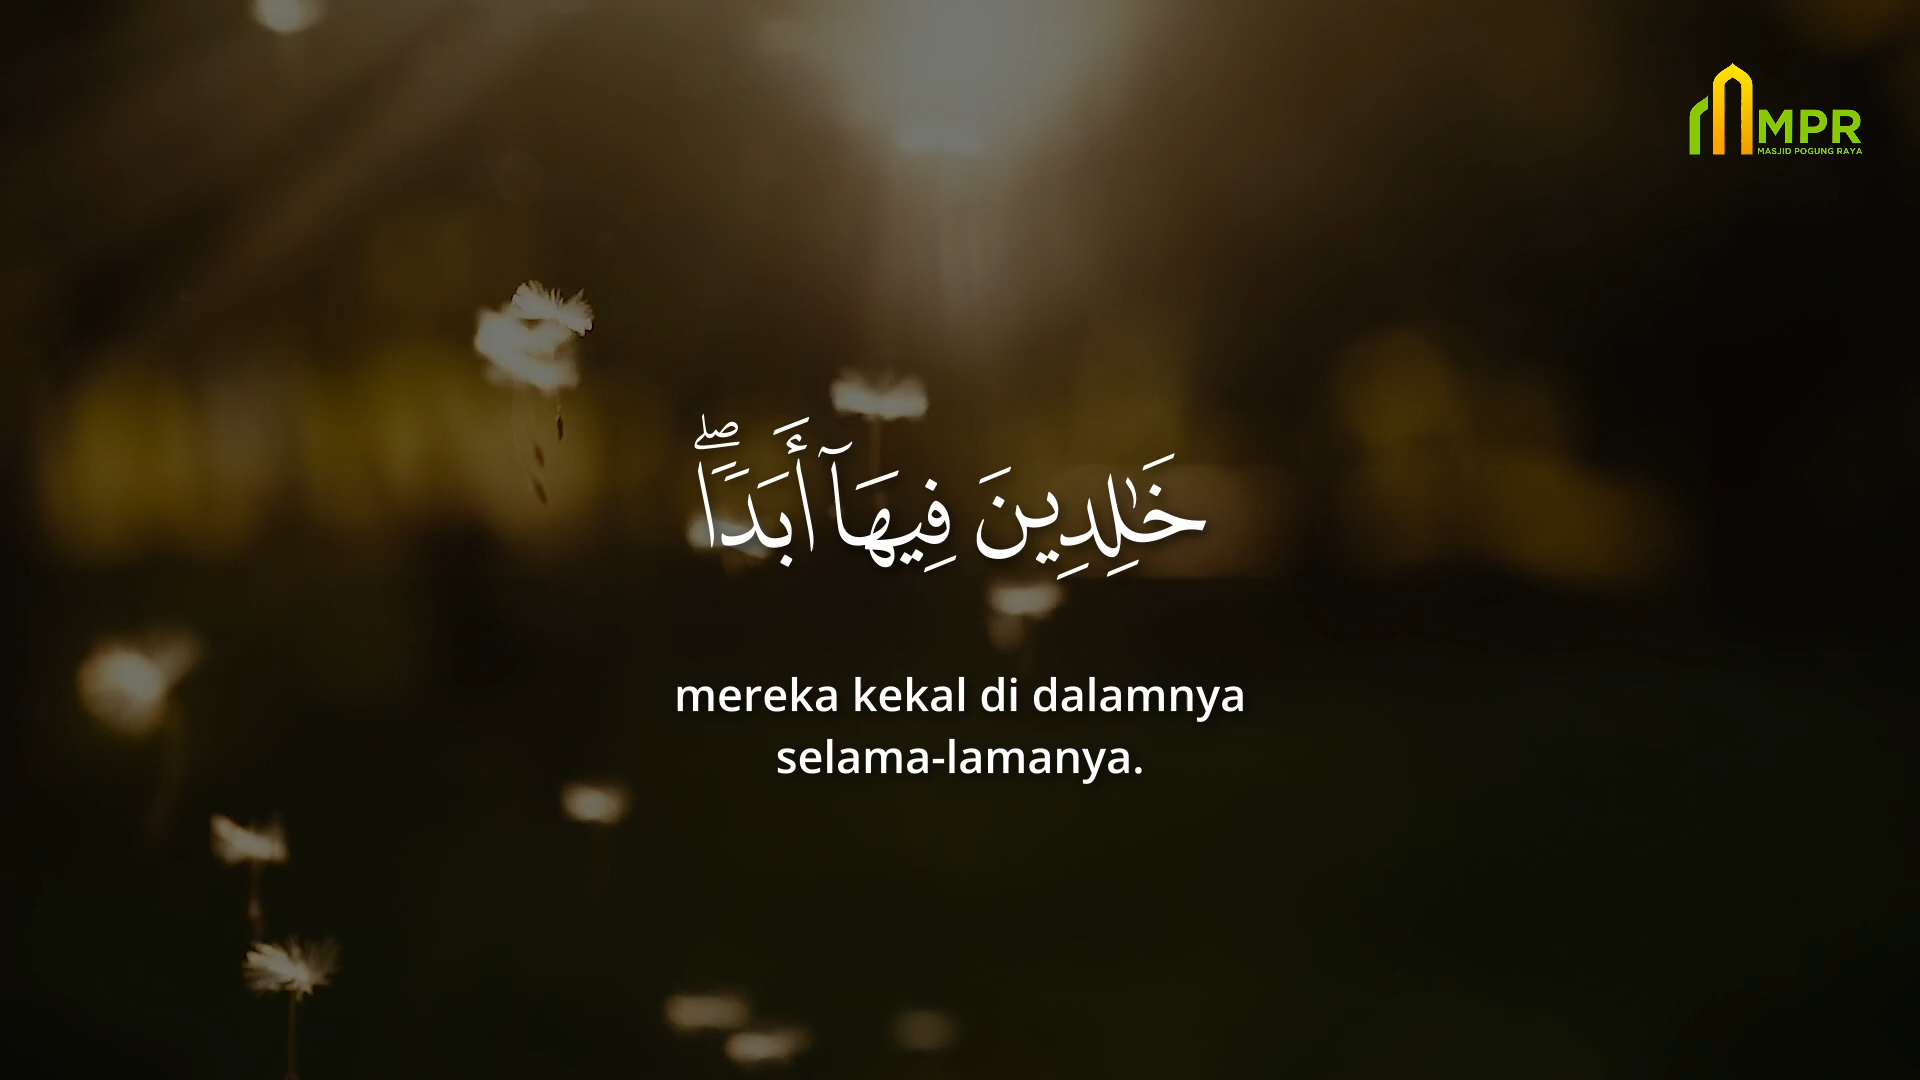 MPR
MASJID POGUNG RAYA
خَٰلِدِينَ فِيهَآ أَبَدٗاۖ
mereka kekal di dalamnya
selama-lamanya.